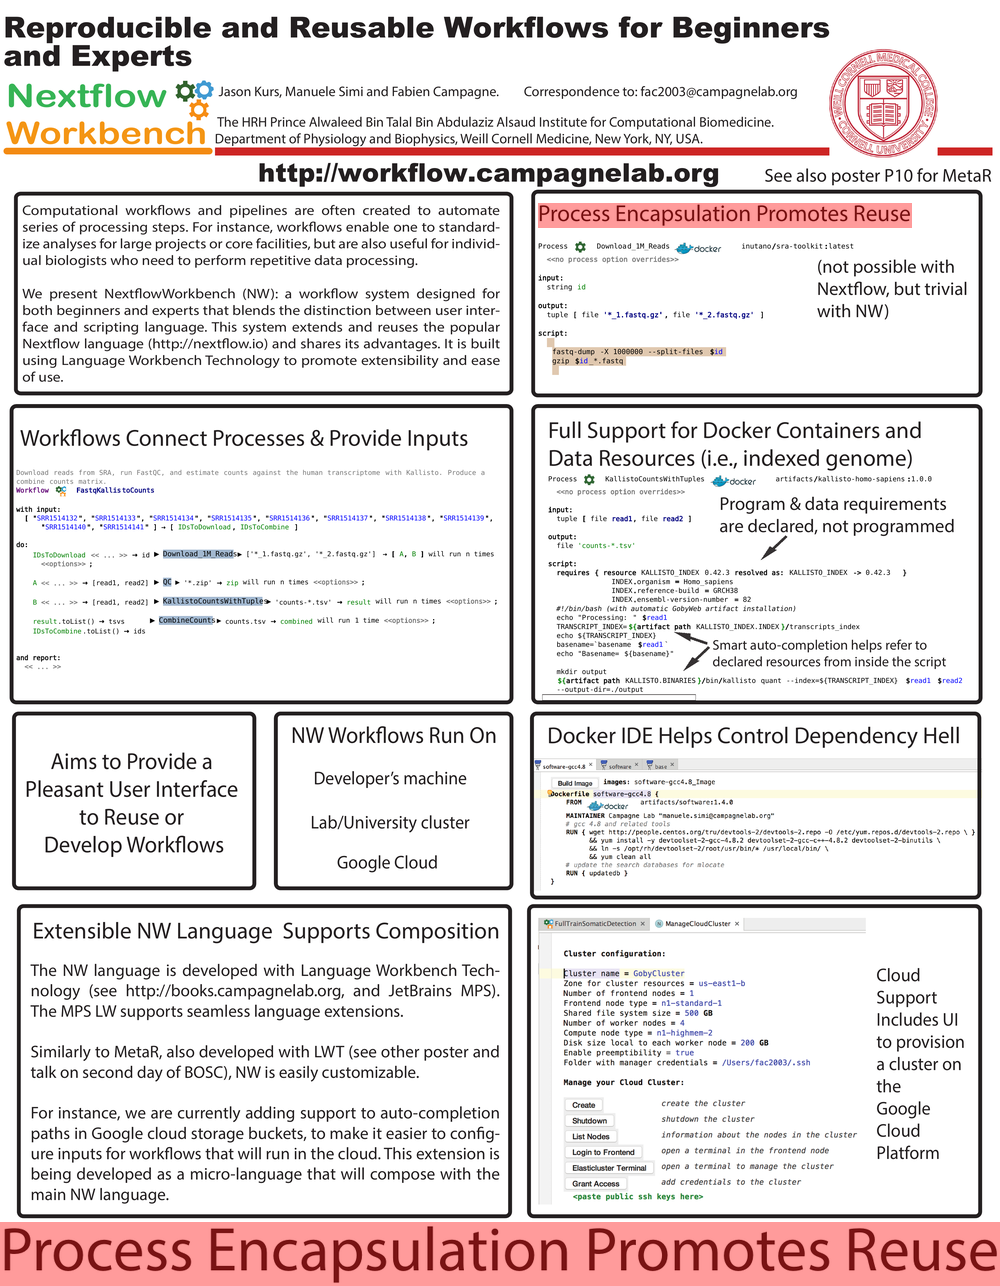 Reproducible and Reusable Workflows for Beginners
and Experts
Nextflow
Workbench
Jason Kurs, Manuele Simi and Fabien Campagne. Correspondence to: fac2003@campagnelab.org
The HRH Prince Alwaleed Bin Talal Bin Abdulaziz Alsaud Institute for Computational Biomedicine.
Department of Physiology and Biophysics, Weill Cornell Medicine, New York, NY, USA.
http://workflow.campagnelab.org
See also poster P10 for MetaR
Computational workflows and pipelines are often created to automate
series of processing steps. For instance, workflows enable one to standard-
ize analyses for large projects or core facilities, but are also useful for individ-
ual biologists who need to perform repetitive data processing.
We present NextflowWorkbench (NW): a workflow system designed for
both beginners and experts that blends the distinction between user inter-
face and scripting language. This system extends and reuses the popular
Nextflow language (http://nextflow.io) and shares its advantages. It is built
using Language Workbench Technology to promote extensibility and ease
of use.
Process Encapsulation Promotes Reuse
Process Download_1M_Reads docker inutano/sra-toolkit:latest
<<no process option overrides>>
input:
string id
output:
tuple [ file '*_1.fastq.gz', file '*_2.fastq.gz' ]
script:
fastq-dump -X 1000000 --split-files $id
gzip $id_*.fastq
(not possible with
Nextflow, but trivial
with NW)
Workflows Connect Processes & Provide Inputs
Download reads from SRA, run FastQC, and estimate counts against the human transcriptome with Kallisto. Produce a
combine counts matrix.
Workflow FastqKallistoCounts
with input:
[ "SRR1514132", "SRR1514133", "SRR1514134", "SRR1514135", "SRR1514136", "SRR1514137", "SRR1514138", "SRR1514139",
"SRR1514140", "SRR1514141" ] → [ IDsToDownload, IDsToCombine ]
do:
IDsToDownload << ... >> → id ▶ Download_1M_Reads▶ ['*_1.fastq.gz', '*_2.fastq.gz'] → [ A, B ] will run n times
<<options>> ;
A << ... >> → [read1, read2] ▶ QC ▶ '*.zip' → zip will run n times <<options>> ;
B << ... >> → [read1, read2] ▶ KallistoCountsWithTuples▶ 'counts-*.tsv' → result will run n times <<options>> ;
result.toList() → tsvs ▶ CombineCounts▶ counts.tsv → combined will run 1 time <<options>> ;
IDsToCombine.toList() → ids
and report:
<< ... >>
Full Support for Docker Containers and
Data Resources (i.e., indexed genome)
Process KallistoCountsWithTuples docker artifacts/kallisto-homo-sapiens :1.0.0
<<no process option overrides>>
input:
tuple [ file read1, file read2 ]
output:
file 'counts-*.tsv'
Program & data requirements
are declared, not programmed
script:
requires { resource KALLISTO_INDEX 0.42.3 resolved as: KALLISTO_INDEX -> 0.42.3 }
INDEX.organism = Homo_sapiens
INDEX.reference-build = GRCH38
INDEX.ensembl-version-number = 82
#!/bin/bash (with automatic GobyWeb artifact installation)
echo "Processing: " $read1
TRANSCRIPT_INDEX=${artifact path KALLISTO_INDEX.INDEX}/transcripts_index
echo ${TRANSCRIPT_INDEX}
basename=`basename $read1`
echo "Basename= ${basename}"
mkdir output
${artifact path KALLISTO.BINARIES}/bin/kallisto quant --index=${TRANSCRIPT_INDEX} $read1 $read2
--output-dir=./output
Smart auto-completion helps refer to
declared resources from inside the script
Aims to Provide a
Pleasant User Interface
to Reuse or
Develop Workflows
NW Workflows Run On
Developer's machine
Lab/University cluster
Google Cloud
Docker IDE Helps Control Dependency Hell
software-gcc4.8 × software × base ×
Build Image images: software-gcc4.8_Image
Dockerfile software-gcc4.8 {
FROM docker artifacts/software:1.4.0
MAINTAINER Campagne Lab "manuele.simi@campagnelab.org"
# gcc 4.8 and related tools
RUN { wget http://people.centos.org/tru/devtools-2/devtools-2.repo -O /etc/yum.repos.d/devtools-2.repo \ }
&& yum install -y devtoolset-2-gcc-4.8.2 devtoolset-2-gcc-c++-4.8.2 devtoolset-2-binutils \
&& ln -s /opt/rh/devtoolset-2/root/usr/bin/* /usr/local/bin/ \
&& yum clean all
# update the search databases for mlocate
RUN { updatedb }
}
Extensible NW Language Supports Composition
The NW language is developed with Language Workbench Tech-
nology (see http://books.campagnelab.org, and JetBrains MPS).
The MPS LW supports seamless language extensions.
Similarly to MetaR, also developed with LWT (see other poster and
talk on second day of BOSC), NW is easily customizable.
For instance, we are currently adding support to auto-completion
paths in Google cloud storage buckets, to make it easier to config-
ure inputs for workflows that will run in the cloud. This extension is
being developed as a micro-language that will compose with the
main NW language.
FullTrainSomaticDetection × ManageCloudCluster ×
Cluster configuration:
Cluster name = GobyCluster
Zone for cluster resources = us-east1-b
Number of frontend nodes = 1
Frontend node type = n1-standard-1
Shared file system size = 500 GB
Number of worker nodes = 4
Compute node type = n1-highmem-2
Disk size local to each worker node = 200 GB
Enable preemptibility = true
Folder with manager credentials = /Users/fac2003/.ssh
Manage your Cloud Cluster:
Create create the cluster
Shutdown shutdown the cluster
List Nodes information about the nodes in the cluster
Login to Frontend open a terminal in the frontend node
Elasticluster Terminal open a terminal to manage the cluster
Grant Access add credentials to the cluster
<paste public ssh keys here>
Cloud
Support
Includes UI
to provision
a cluster on
the
Google
Cloud
Platform
Process Encapsulation Promotes Reuse